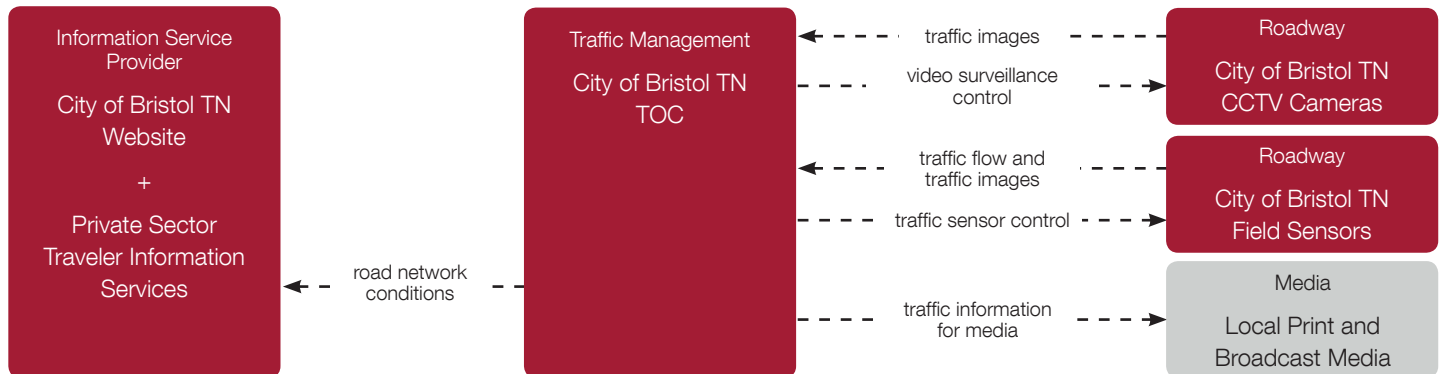 Information Service
Provider
City of Bristol TN
Website
+
Private Sector
Traveler Information
Services
road network
conditions
Traffic Management
City of Bristol TN
TOC
traffic images
video surveillance
control
traffic flow and
traffic images
traffic sensor control
traffic information
for media
Roadway
City of Bristol TN
CCTV Cameras
Roadway
City of Bristol TN
Field Sensors
Media
Local Print and
Broadcast Media